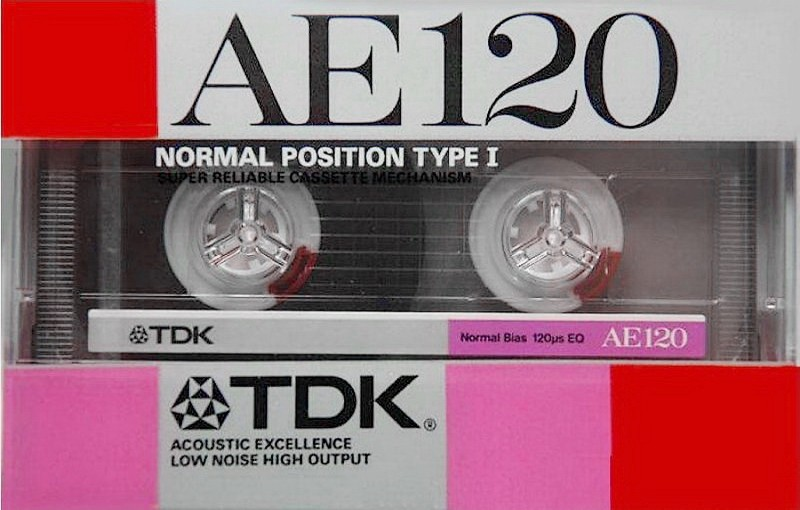 AE120
NORMAL POSITION TYPE I
SUPER RELIABLE CASSETTE MECHANISM
TDK
Normal Bias 120µs EQ AE120
TDK®
ACOUSTIC EXCELLENCE
LOW NOISE HIGH OUTPUT